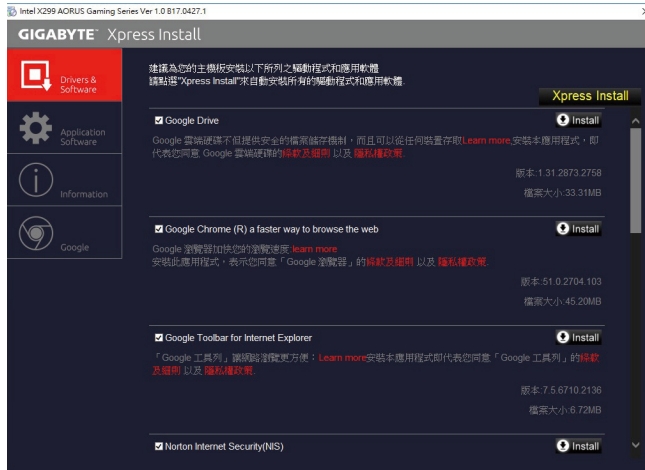 Intel X299 AORUS Gaming Series Ver 1.0 B17.0427.1
GIGABYTE™ Xpress Install
Drivers &
Software
Application
Software
Information
Google
建議為您的主機板安裝以下所列之驅動程式和應用軟體
請點選"Xpress Install"來自動安裝所有的驅動程式和應用軟體.
Xpress Install
Google Drive
Install
Google 雲端硬碟不但提供安全的檔案儲存機制，而且可以從任何裝置存取Learn more,安裝本應用程式，即
代表您同意 Google 雲端硬碟的條款及細則 以及 隱私權政策.
版本:1.31.2873.2758
檔案大小:33.31MB
Google Chrome (R) a faster way to browse the web
Install
Google 瀏覽器加快您的瀏覽速度:learn more
安裝此應用程式，表示您同意「Google 瀏覽器」的條款及細則 以及 隱私權政策.
版本:51.0.2704.103
檔案大小:45.20MB
Google Toolbar for Internet Explorer
Install
「Google 工具列」讓網路瀏覽更方便：Learn more安裝本應用程式即代表您同意「Google 工具列」的條款
及細則 以及 隱私權政策.
版本:7.5.6710.2136
檔案大小:6.72MB
Norton Internet Security(NIS)
Install